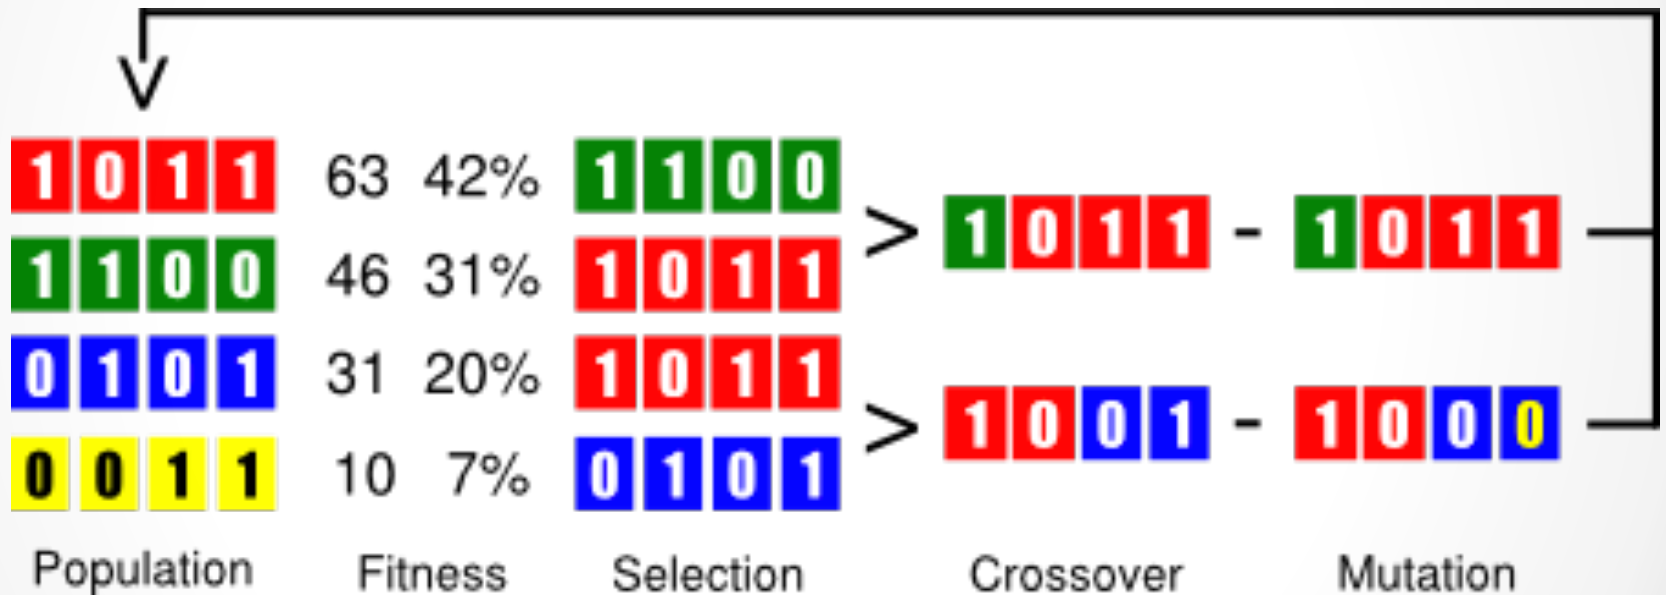 1 0 1 1 63 42% 1 1 0 0
> 1 0 1 1 - 1 0 1 1
1 1 0 0 46 31% 1 0 1 1
0 1 0 1 31 20% 1 0 1 1
> 1 0 0 1 - 1 0 0 0
0 0 1 1 10 7% 0 1 0 1
Population Fitness Selection Crossover Mutation